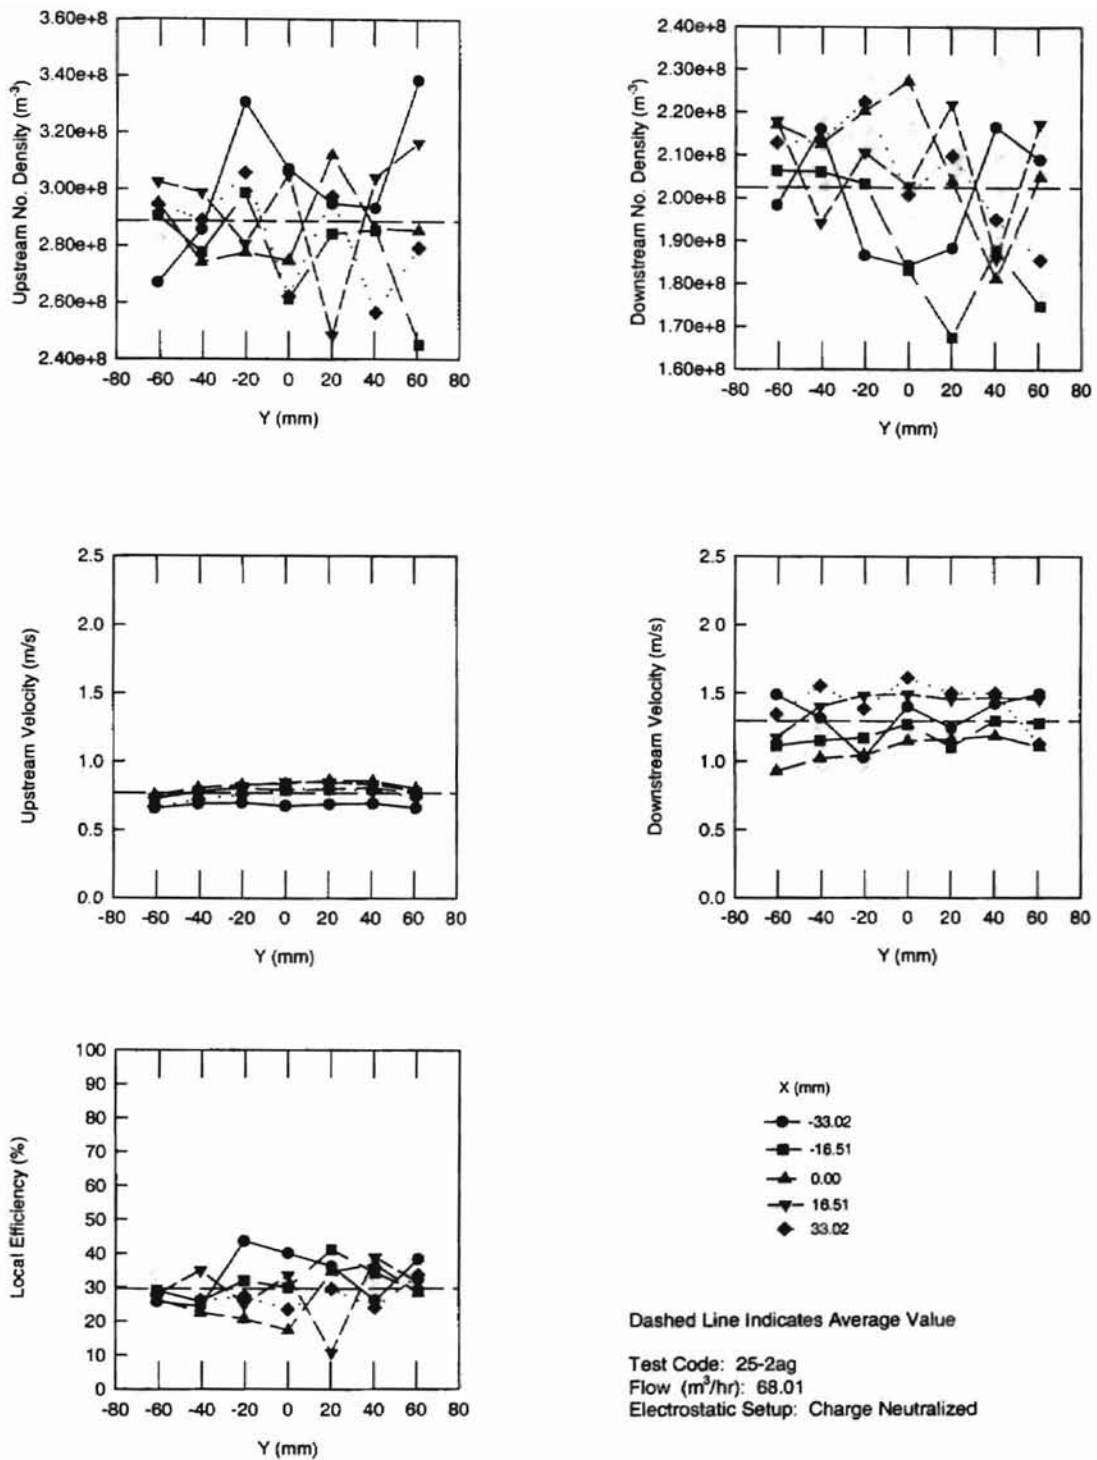 Upstream No. Density (m⁻³)
3.60e+8
3.40e+8
3.20e+8
3.00e+8
2.80e+8
2.60e+8
2.40e+8
-80 -60 -40 -20 0 20 40 60 80
Y (mm)
Downstream No. Density (m⁻³)
2.40e+8
2.30e+8
2.20e+8
2.10e+8
2.00e+8
1.90e+8
1.80e+8
1.70e+8
1.60e+8
-80 -60 -40 -20 0 20 40 60 80
Y (mm)
Upstream Velocity (m/s)
2.5
2.0
1.5
1.0
0.5
0.0
-80 -60 -40 -20 0 20 40 60 80
Y (mm)
Downstream Velocity (m/s)
2.5
2 0
1.5
1.0
0.5
0.0
-80 -60 -40 -20 0 20 40 60 80
Y (mm)
Local Efficiency (%)
100
90
80
70
60
50
40
30
20
10
0
-80 -60 -40 -20 0 20 40 60 80
Y (mm)
X (mm)
-33.02
-16.51
0.00
16.51
33.02
Dashed Line Indicates Average Value
Test Code: 25-2ag
Flow (m³/hr): 68.01
Electrostatic Setup: Charge Neutralized